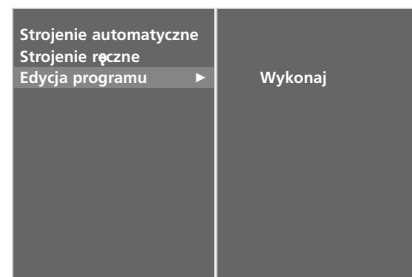 Strojenie automatyczne
Strojenie ręczne
Edycja programu ►
Wykonaj